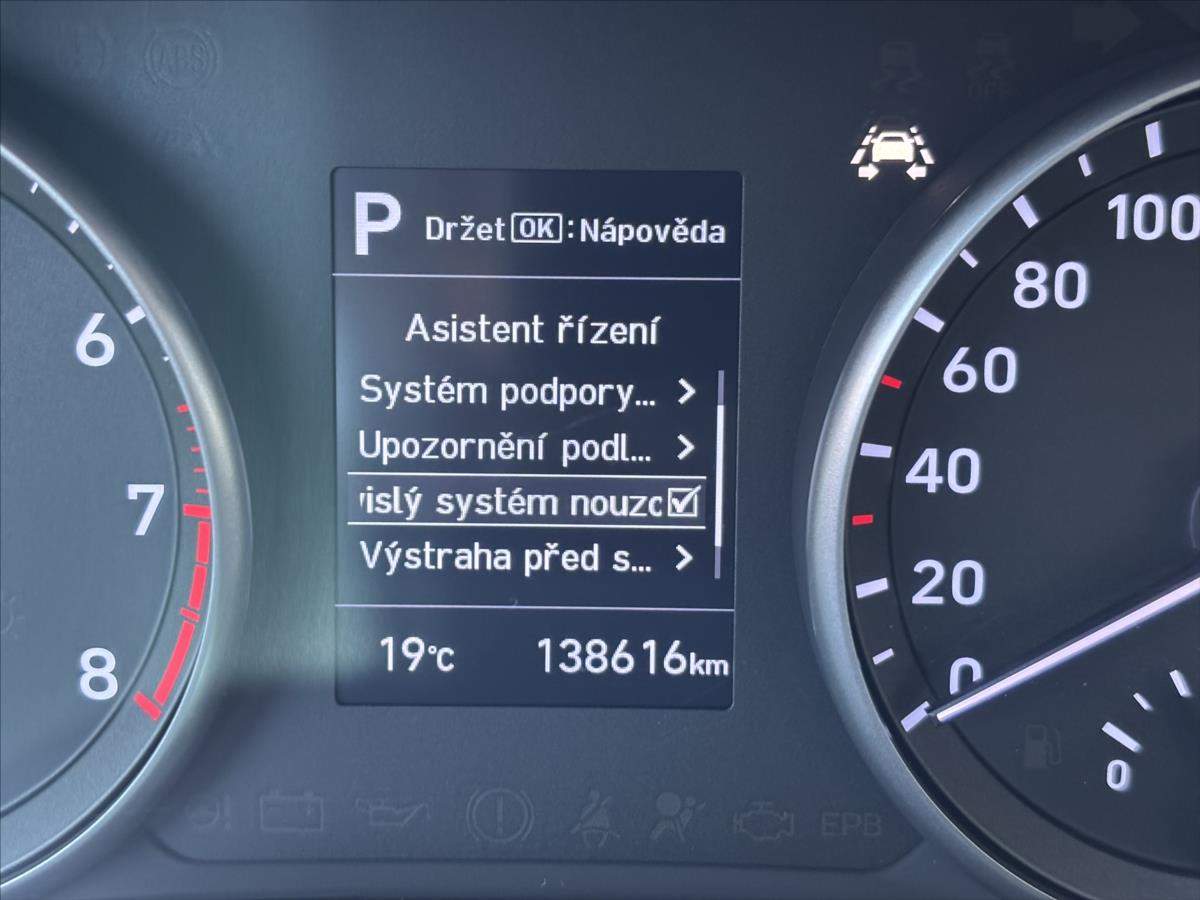 ABS
P Držet OK : Nápověda
Asistent řízení
Systém podpory... >
Upozornění podl... >
islý systém nouzo
Výstraha před s... >
19°C 138616km
6
7
8
100
80
60
40
20
0
0
EPB